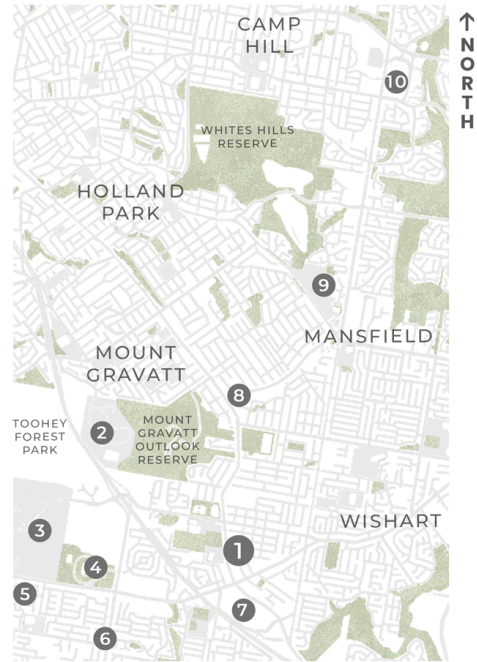 CAMP
HILL
↑
NORTH
10
WHITES HILLS
RESERVE
HOLLAND
PARK
9
MANSFIELD
MOUNT
GRAVATT
8
TOOHEY
FOREST
PARK
2
MOUNT
GRAVATT
OUTLOOK
RESERVE
WISHART
3
1
4
5
7
6